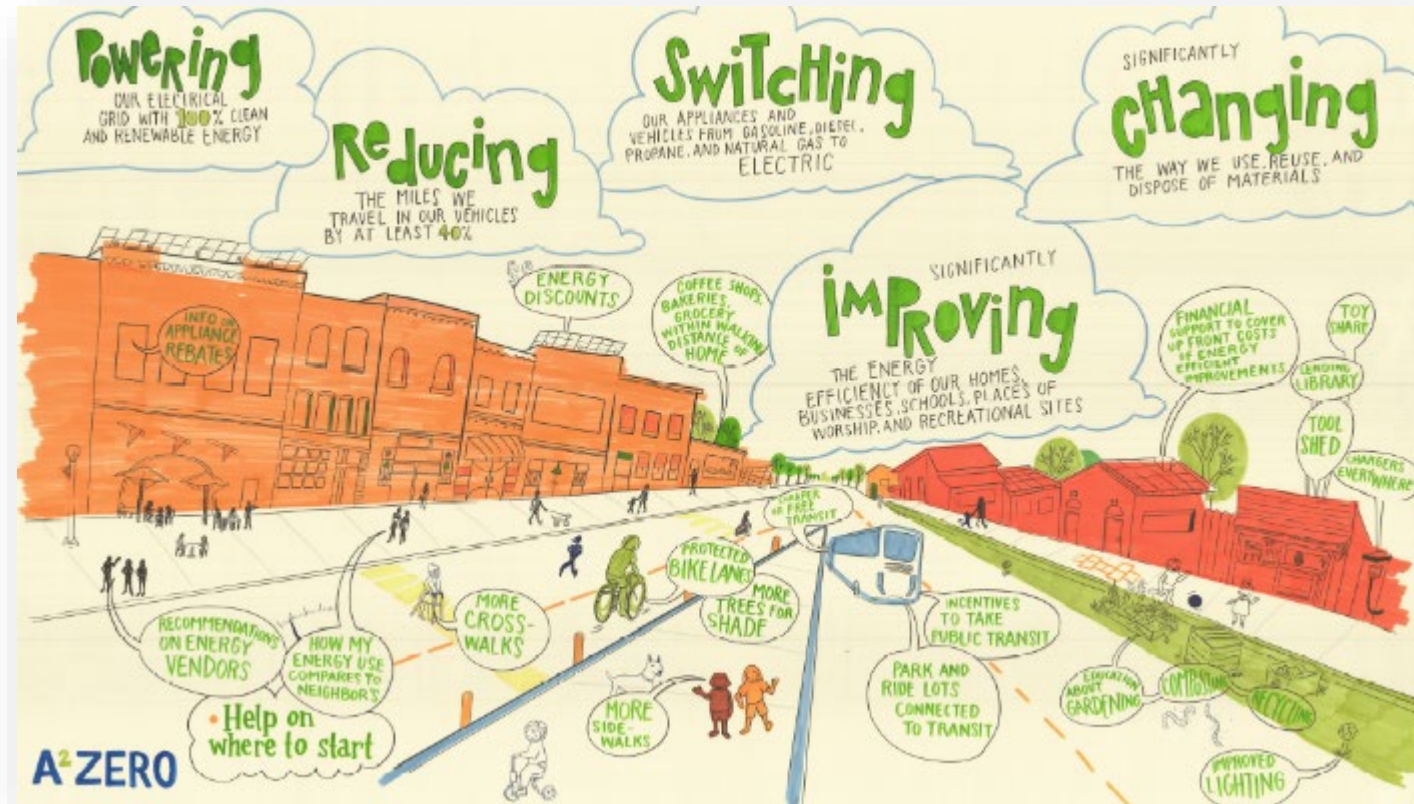 POWERING
OUR ELECTRICAL
GRID WITH 100% CLEAN
AND RENEWABLE ENERGY
REDUCING
THE MILES WE
TRAVEL IN OUR VEHICLES
BY AT LEAST 40%
SWITCHING
OUR APPLIANCES AND
VEHICLES FROM GASOLINE, DIESEL,
PROPANE, AND NATURAL GAS TO
ELECTRIC
SIGNIFICANTLY
CHANGING
THE WAY WE USE, REUSE, AND
DISPOSE OF MATERIALS
SIGNIFICANTLY
IMPROVING
THE ENERGY
EFFICIENCY OF OUR HOMES,
BUSINESSES, SCHOOLS, PLACES OF
WORSHIP, AND RECREATIONAL SITES
INFO ON
APPLIANCE
REBATES
ENERGY
DISCOUNTS
COFFEE SHOPS,
BAKERIES,
GROCERY
WITHIN WALKING
DISTANCE OF
HOME
FINANCIAL
SUPPORT TO COVER
UP FRONT COSTS
OF ENERGY
EFFICIENT
IMPROVEMENTS
TOY
SHARE
LENDING
LIBRARY
TOOL
SHED
CHARGERS
EVERYWHERE
CHEAPER
OR FREE
TRANSIT
PROTECTED
BIKE LANES
MORE
TREES FOR
SHADE
MORE
CROSS-
WALKS
RECOMMENDATIONS
ON ENERGY
VENDORS
HOW MY
ENERGY USE
COMPARES TO
NEIGHBORS
• Help on
where to start
MORE
SIDE-
WALKS
INCENTIVES
TO TAKE
PUBLIC TRANSIT
PARK AND
RIDE LOTS
CONNECTED
TO TRANSIT
EDUCATION
ABOUT
GARDENING
COMPOSTING
RECYCLING
IMPROVED
LIGHTING
A² ZERO